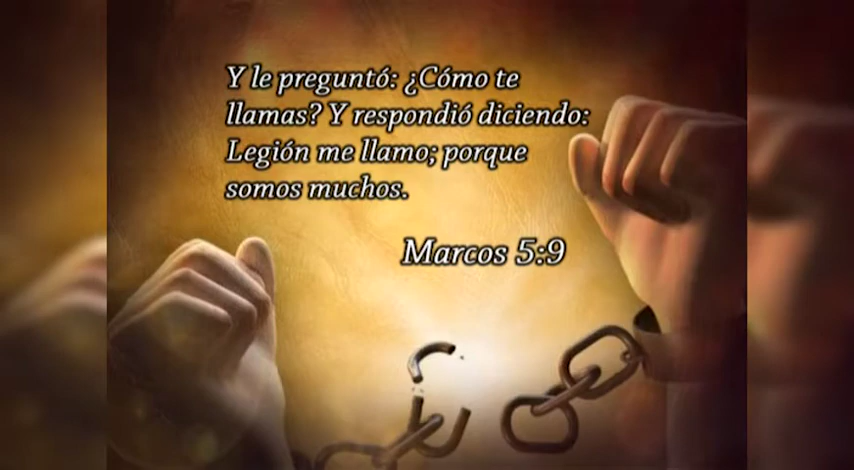 Y le preguntó: ¿Cómo te
llamas? Y respondió diciendo:
Legión me llamo; porque
somos muchos.
Marcos 5:9